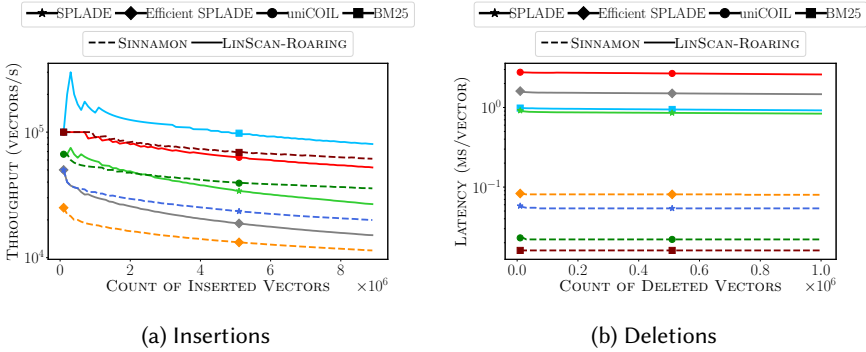 SPLADE Efficient SPLADE uniCOIL BM25
SINNAMON LINSCAN-ROARING
THROUGHPUT (VECTORS/S)
10^5
10^4
0 2 4 6 8
×10^6
COUNT OF INSERTED VECTORS
(a) Insertions
SPLADE Efficient SPLADE uniCOIL BM25
SINNAMON LINSCAN-ROARING
LATENCY (MS/VECTOR)
10^0
10^−1
0.0 0.2 0.4 0.6 0.8 1.0
×10^6
COUNT OF DELETED VECTORS
(b) Deletions